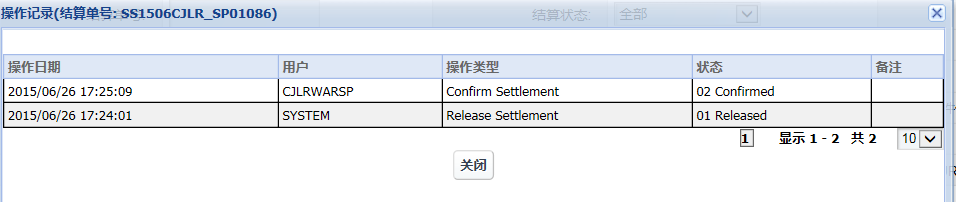 操作记录(结算单号: SS1506CJLR_SP01086)
结算状态: 全部
操作日期 用户 操作类型 状态 备注
2015/06/26 17:25:09 CJLRWARSP Confirm Settlement 02 Confirmed
2015/06/26 17:24:01 SYSTEM Release Settlement 01 Released
1 显示 1 - 2 共 2 10
关闭